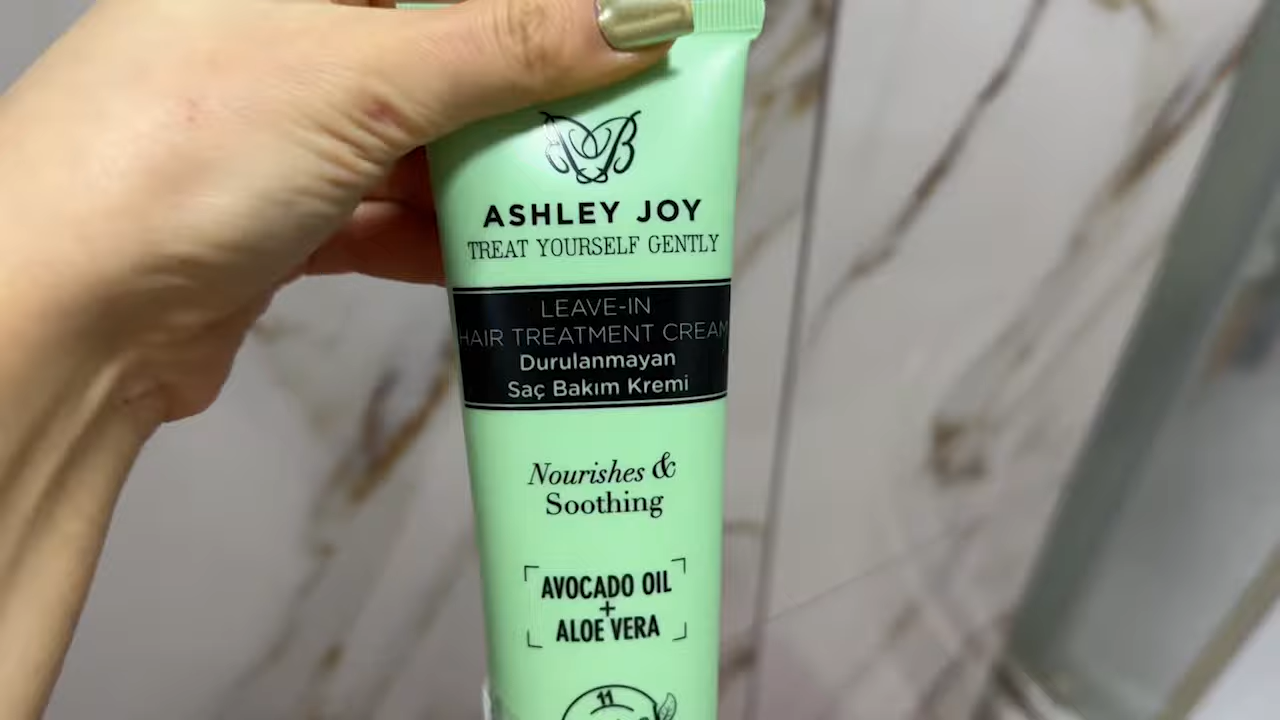 ASHLEY JOY
TREAT YOURSELF GENTLY
LEAVE-IN
HAIR TREATMENT CREAM
Durulanmayan
Saç Bakım Kremi
Nourishes &
Soothing
AVOCADO OIL
+
ALOE VERA
11